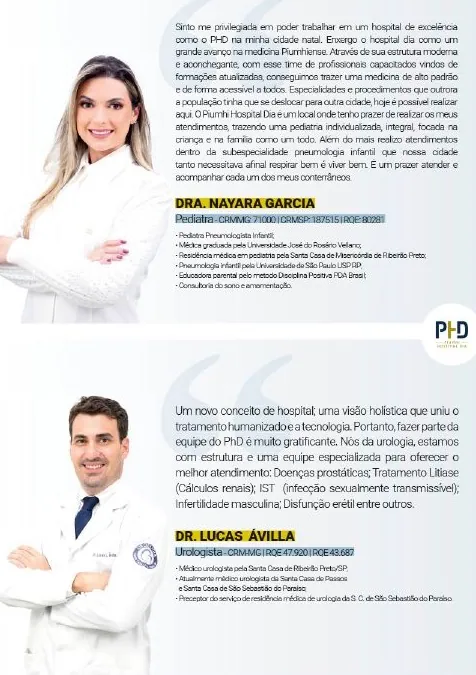 Sinto me privilegiada em poder trabalhar em um hospital de excelência
como o PHD na minha cidade natal. Enxergo o hospital dia como um
grande avanço na medicina Piumhiense. Através de sua estrutura moderna
e aconchegante, com esse time de profissionais capacitados vindos de
formações atualizadas, conseguimos trazer uma medicina de alto padrão
e de forma acessível a todos. Especialidades e procedimentos que outrora
a população tinha que se deslocar para outra cidade, hoje é possível realizar
aqui. O Piumhi Hospital Dia é um local onde tenho prazer de realizar os meus
atendimentos, trazendo uma pediatria individualizada, integral, focada na
criança e na família como um todo. Além do mais realizo atendimentos
dentro da subespecialidade pneumologia infantil que nossa cidade
tanto necessitava afinal respirar bem é viver bem. É um prazer atender e
acompanhar cada um dos meus conterrâneos.
DRA. NAYARA GARCIA
Pediatra - CRMMG: 71000 | CRMSP: 187515 | RQE: 80281
• Pediatra Pneumologista Infantil;
• Médica graduada pela Universidade José do Rosário Vellano;
• Residência médica em pediatria pela Santa Casa de Misericórdia de Ribeirão Preto;
• Pneumologia infantil pela Universidade de São Paulo USP RP;
• Educadora parental pelo metodo Disciplina Positiva PDA Brasil;
• Consultoria do sono e amamentação.
PHD
Um novo conceito de hospital; uma visão holística que uniu o
tratamento humanizado e a tecnologia. Portanto, fazer parte da
equipe do PhD é muito gratificante. Nós da urologia, estamos
com estrutura e uma equipe especializada para oferecer o
melhor atendimento: Doenças prostáticas; Tratamento Litiase
(Cálculos renais); IST (infecção sexualmente transmissível);
Infertilidade masculina; Disfunção erétil entre outros.
DR. LUCAS ÁVILLA
Urologista - CRM-MG | RQE 47.920 | RQE 43.687
• Médico urologista pela Santa Casa de Ribeirão Preto/SP;
• Atualmente médico urologista da Santa Casa de Passos
e Santa Casa de São Sebastião do Paraíso;
• Preceptor do serviço de residência médica de urologia da S. C. de São Sebastião do Paraíso.